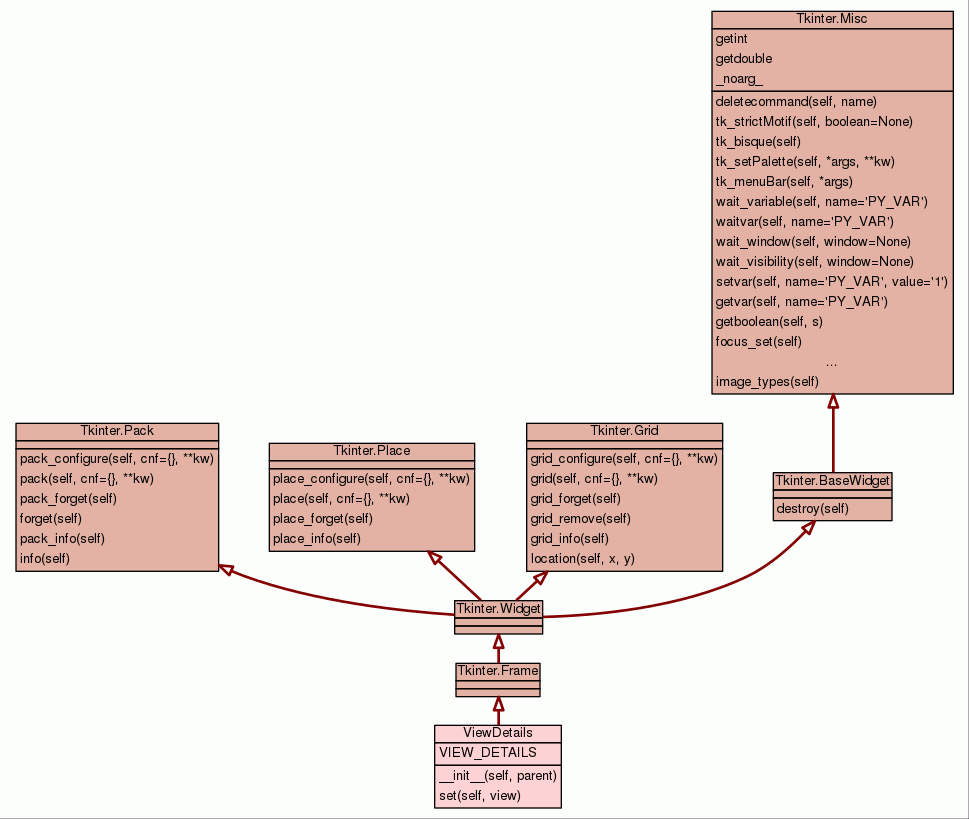 Tkinter.Misc
getint
getdouble
_noarg_
deletecommand(self, name)
tk_strictMotif(self, boolean=None)
tk_bisque(self)
tk_setPalette(self, *args, **kw)
tk_menuBar(self, *args)
wait_variable(self, name='PY_VAR')
waitvar(self, name='PY_VAR')
wait_window(self, window=None)
wait_visibility(self, window=None)
setvar(self, name='PY_VAR', value='1')
getvar(self, name='PY_VAR')
getboolean(self, s)
focus_set(self)
...
image_types(self)
Tkinter.Pack
pack_configure(self, cnf={}, **kw)
pack(self, cnf={}, **kw)
pack_forget(self)
forget(self)
pack_info(self)
info(self)
Tkinter.Place
place_configure(self, cnf={}, **kw)
place(self, cnf={}, **kw)
place_forget(self)
place_info(self)
Tkinter.Grid
grid_configure(self, cnf={}, **kw)
grid(self, cnf={}, **kw)
grid_forget(self)
grid_remove(self)
grid_info(self)
location(self, x, y)
Tkinter.BaseWidget
destroy(self)
Tkinter.Widget
Tkinter.Frame
ViewDetails
VIEW_DETAILS
__init__(self, parent)
set(self, view)